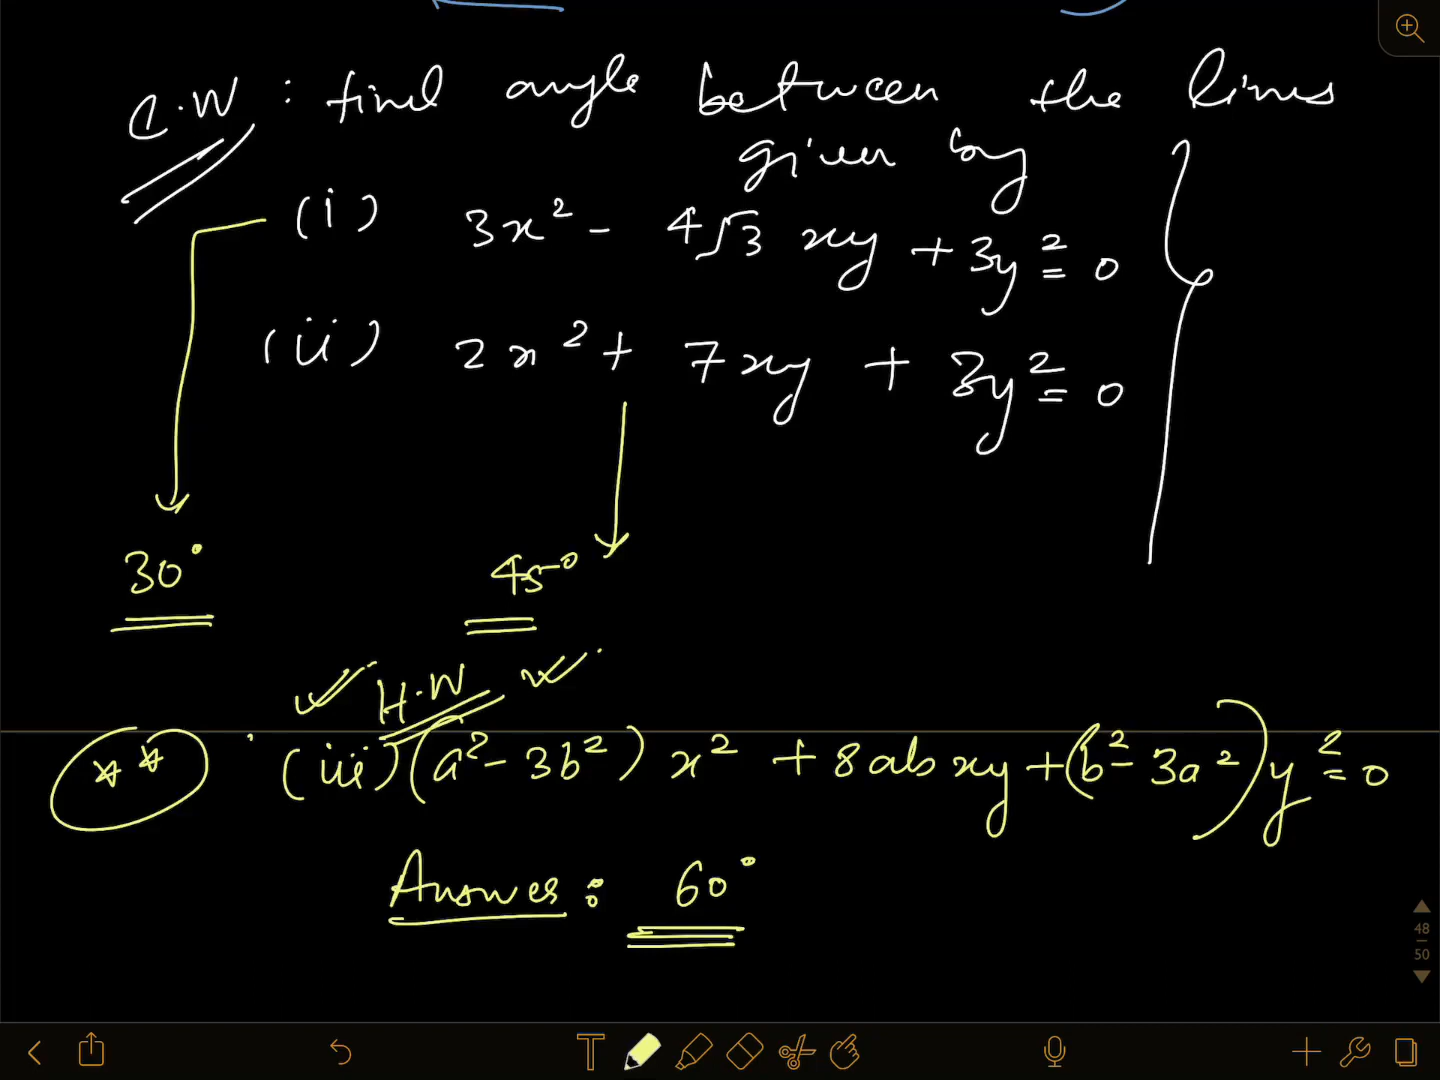 C.W : find angle between the lines
given by
(i) 3x² - 4√3 xy + 3y² = 0
(ii) 2x² + 7xy + 3y² = 0
30°
45°
H.W
(iii) (a² - 3b²) x² + 8ab xy + (b² - 3a²) y² = 0
Answer : 60°
48
50